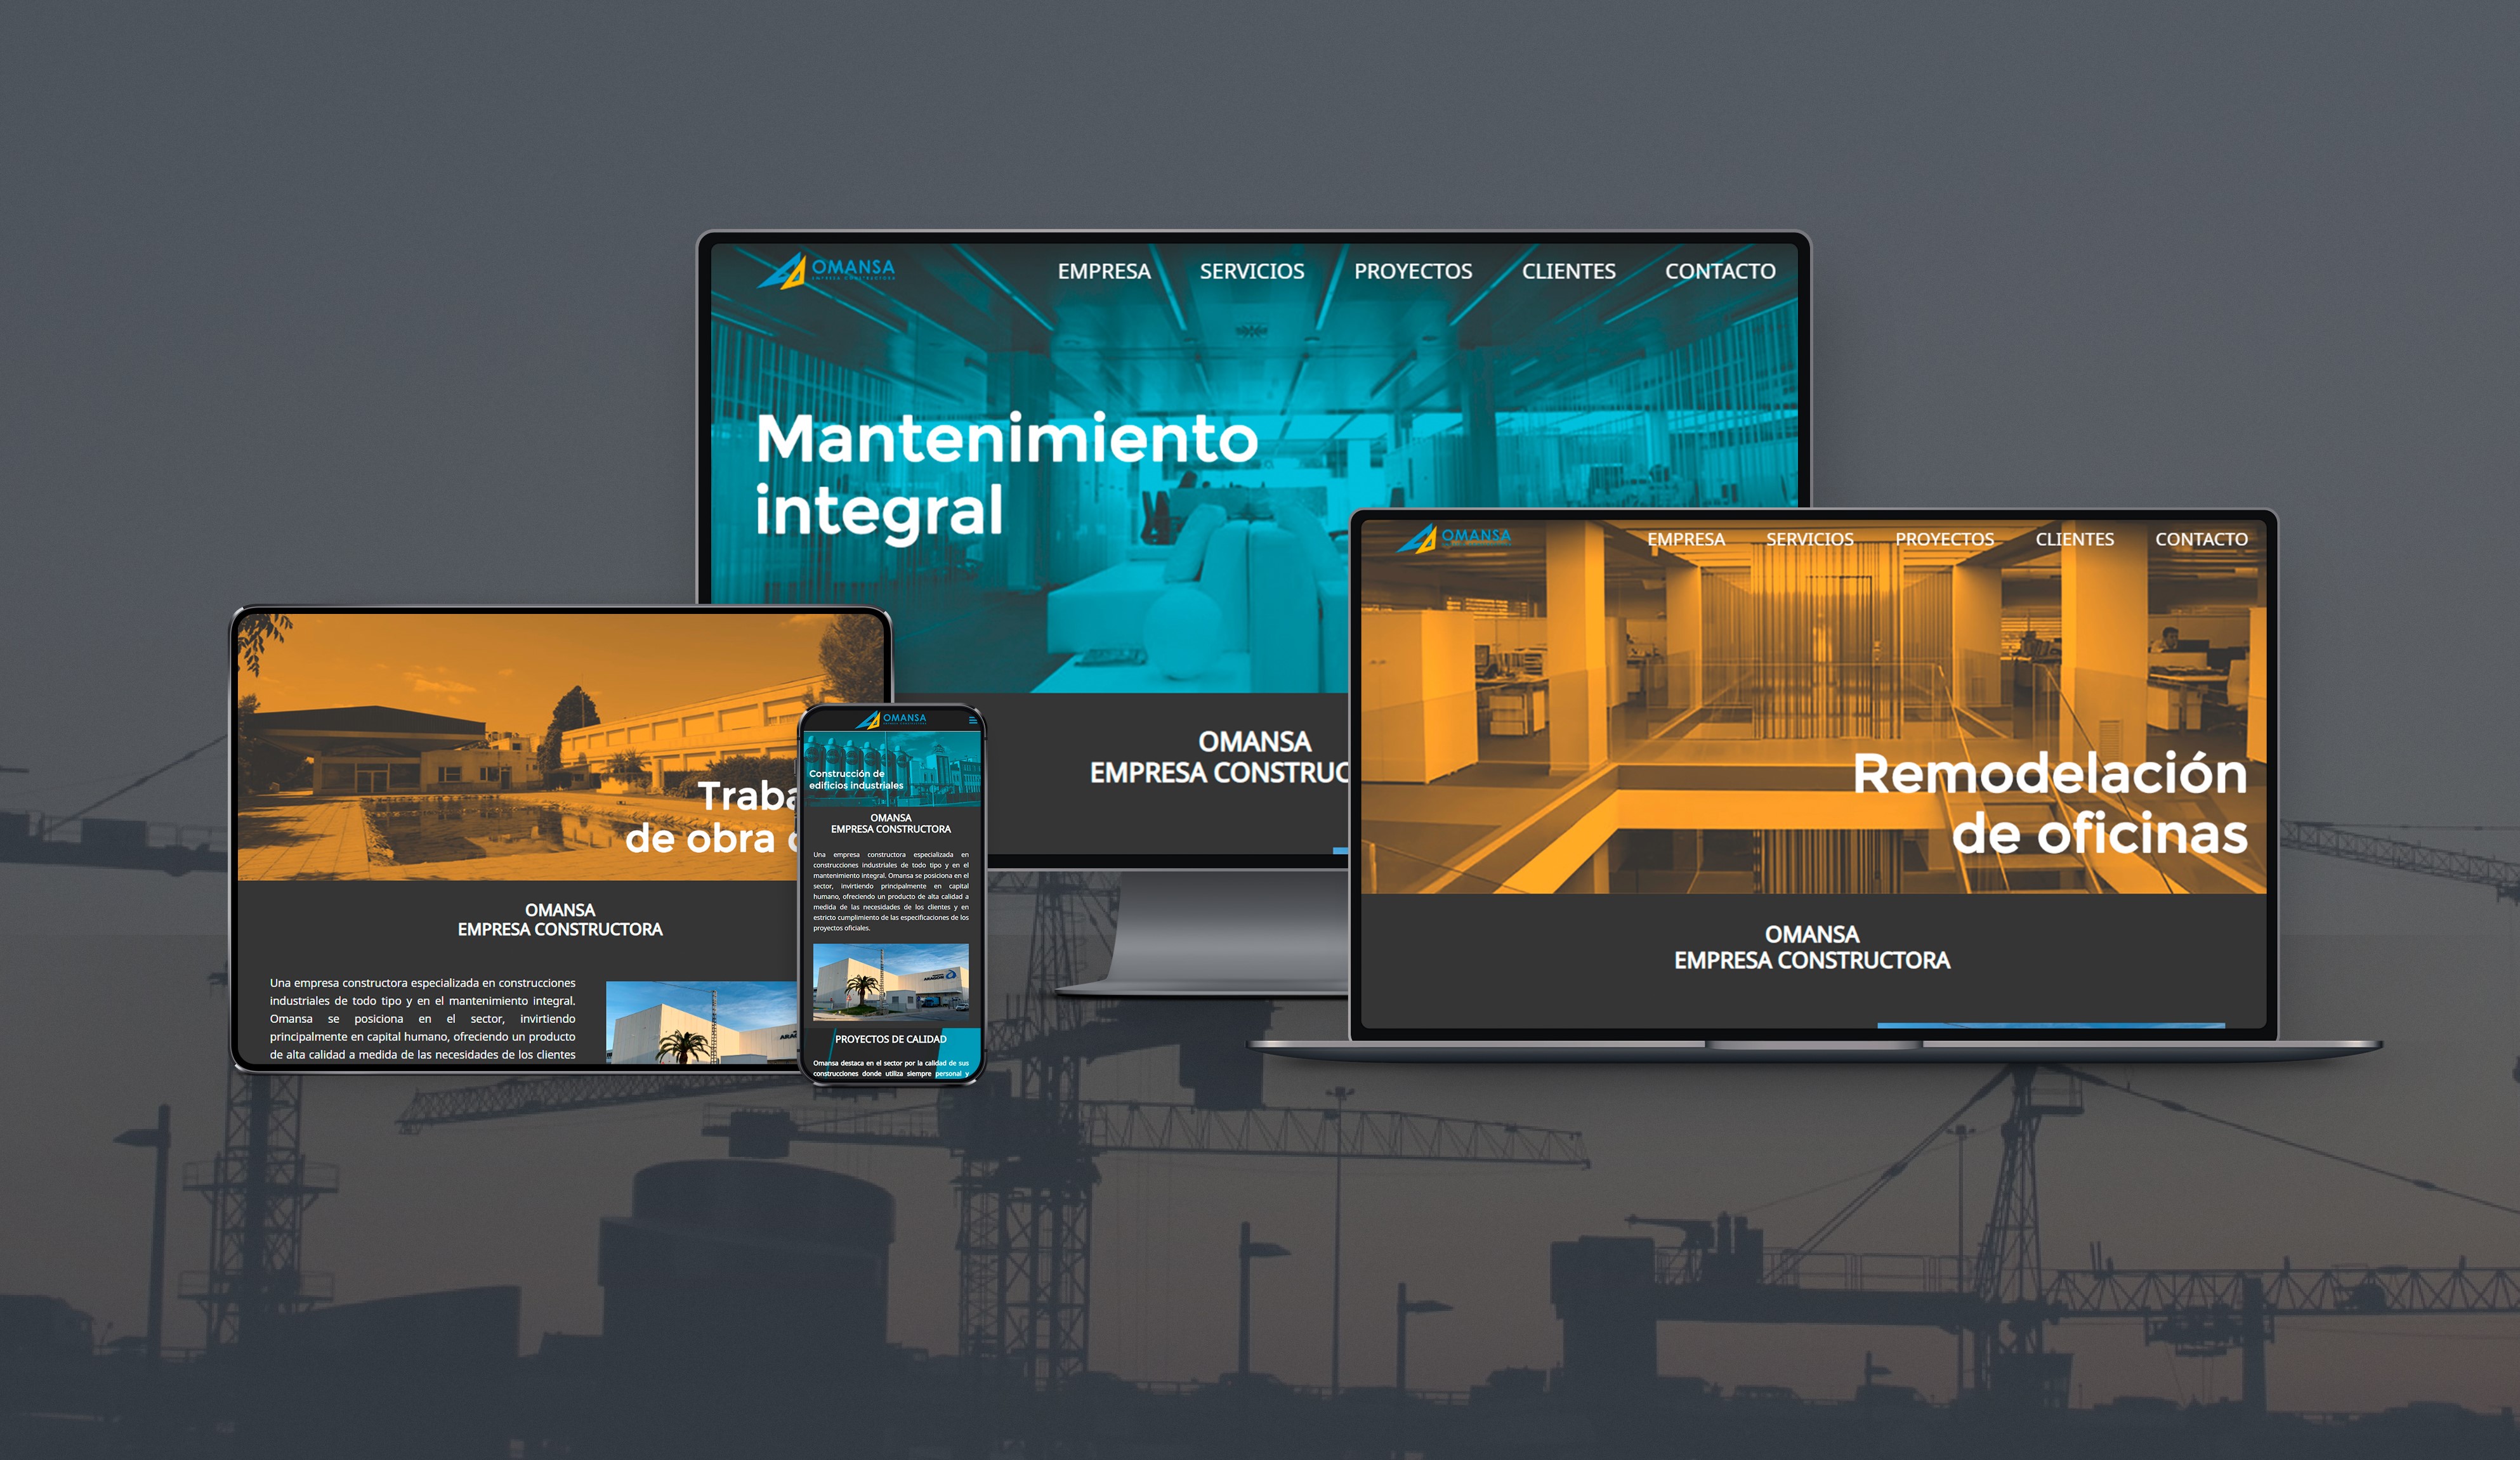 OMANSA
EMPRESA CONSTRUCTORA
EMPRESA SERVICIOS PROYECTOS CLIENTES CONTACTO
Mantenimiento
integral
OMANSA
EMPRESA CONSTRUC
OMANSA
EMPRESA SERVICIOS PROYECTOS CLIENTES CONTACTO
Remodelación
de oficinas
OMANSA
EMPRESA CONSTRUCTORA
Traba
de obra
OMANSA
EMPRESA CONSTRUCTORA
Una empresa constructora especializada en construcciones
industriales de todo tipo y en el mantenimiento integral.
Omansa se posiciona en el sector, invirtiendo
principalmente en capital humano, ofreciendo un producto
de alta calidad a medida de las necesidades de los clientes
OMANSA
Construcción de
edificios industriales
OMANSA
EMPRESA CONSTRUCTORA
Una empresa constructora especializada en
construcciones industriales de todo tipo y en el
mantenimiento integral. Omansa se posiciona en el
sector, invirtiendo principalmente en capital
humano, ofreciendo un producto de alta calidad a
medida de las necesidades de los clientes y en
estricto cumplimiento de las especificaciones de los
proyectos oficiales.
PROYECTOS DE CALIDAD
Omansa destaca en el sector por la calidad de sus
construcciones donde utiliza siempre personal y